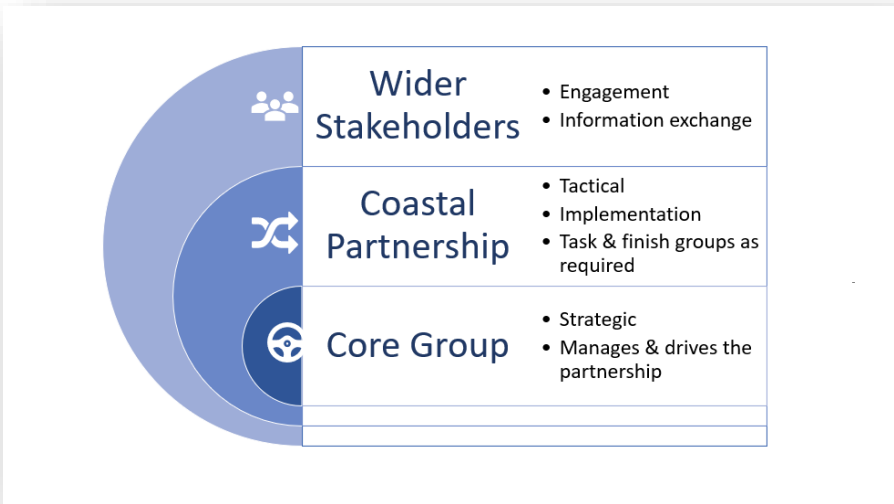 Wider
Stakeholders
• Engagement
• Information exchange
Coastal
Partnership
• Tactical
• Implementation
• Task & finish groups as
required
Core Group
• Strategic
• Manages & drives the
partnership